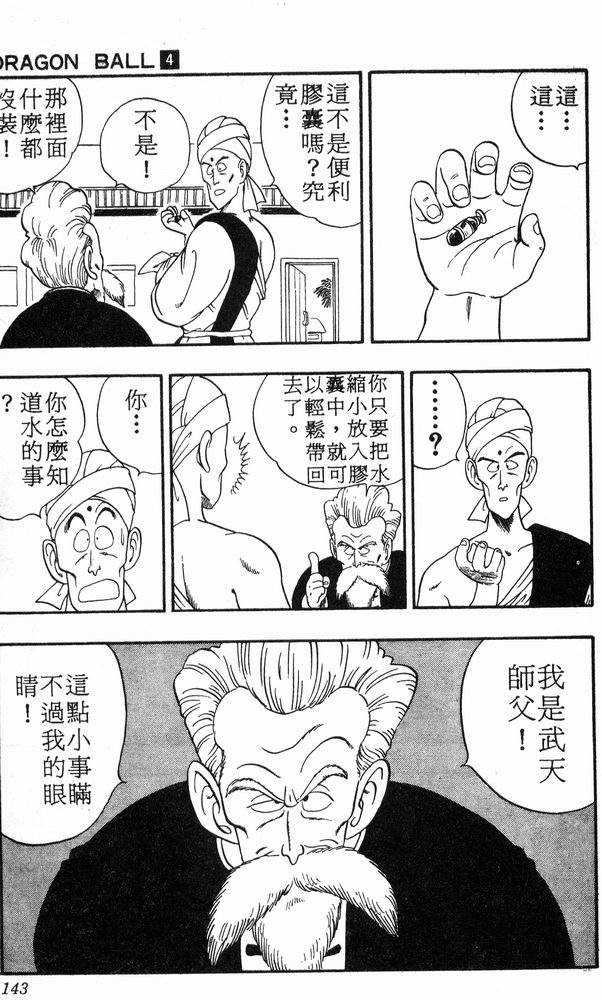 DRAGON BALL 4
這⋯
這⋯
這不是便利
膠囊嗎？究
竟⋯
不是！
那裡面
什麼都
沒裝！
⋯⋯？
你只要把水
縮小放入膠
囊中，就可
以輕鬆帶回
去了。
你⋯
你怎麼知
道水的事
？
我是武天
師父！
這點小事瞞
不過我的眼
睛！
143